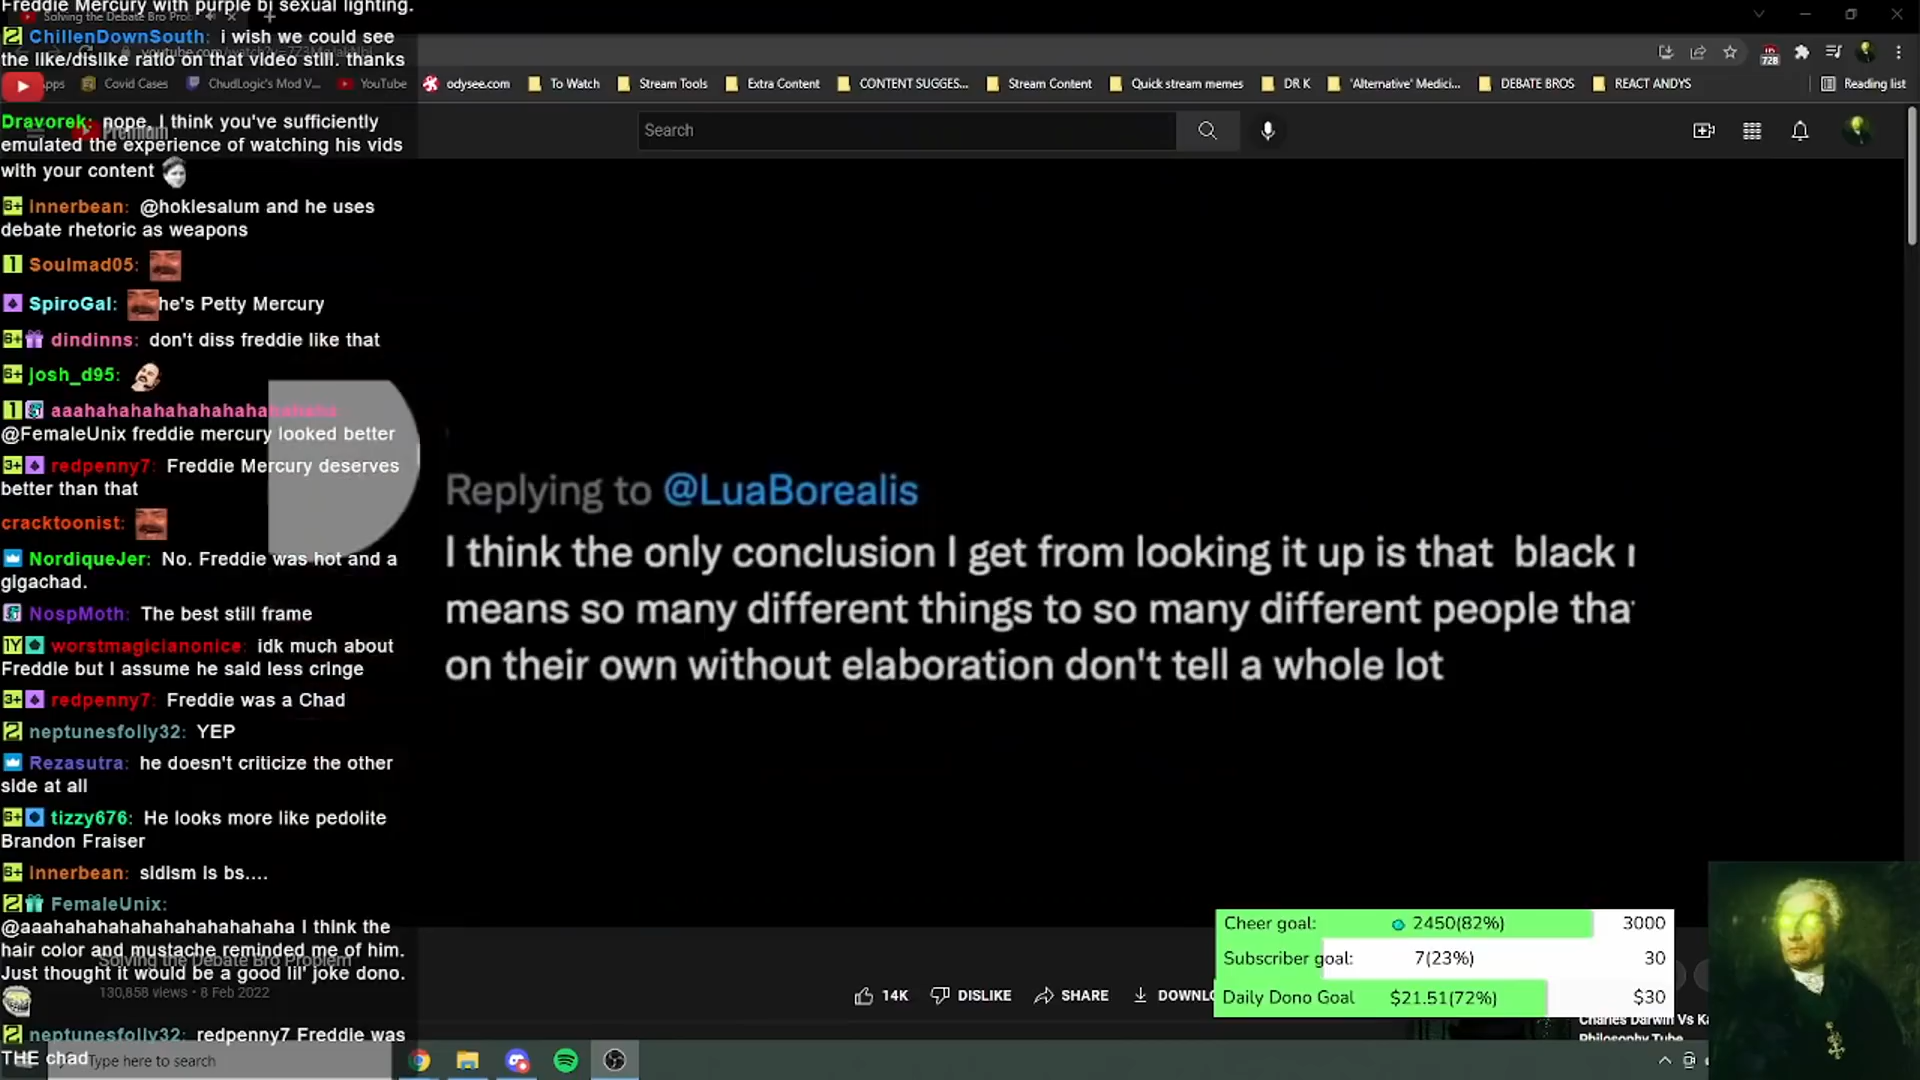 Freddie Mercury with purple bi sexual lighting.
Solving the Debate Bro Prob
ChillenDownSouth: i wish we could see
the like/dislike ratio on that video still. thanks
728
Apps
Covid Cases
ChudLogic's Mod V...
YouTube
odysee.com
To Watch
Stream Tools
Extra Content
CONTENT SUGGES...
Stream Content
Quick stream memes
DR K
'Alternative' Medici...
DEBATE BROS
REACT ANDYS
Reading list
Dravorek: nope, I think you've sufficiently
emulated the experience of watching his vids
with your content
Premium
Search
Innerbean: @hoklesalum and he uses
debate rhetoric as weapons
Soulmad05:
SpiroGal: he's Petty Mercury
dindinns: don't diss freddie like that
josh_d95:
aaahahahahahahahahahaha
@FemaleUnix freddie mercury looked better
redpenny7: Freddie Mercury deserves
better than that
cracktoonist:
NordiqueJer: No. Freddie was hot and a
gigachad.
NospMoth: The best still frame
worstmagicianonice: idk much about
Freddie but I assume he said less cringe
redpenny7: Freddie was a Chad
neptunesfolly32: YEP
Rezasutra: he doesn't criticize the other
side at all
tizzy676: He looks more like pedolite
Brandon Fraiser
Innerbean: sidism is bs....
FemaleUnix:
@aaahahahahahahahahahaha I think the
hair color and mustache reminded me of him.
Just thought it would be a good lil' joke dono.
neptunesfolly32: redpenny7 Freddie was
THE chad
Replying to @LuaBorealis
I think the only conclusion I get from looking it up is that black
means so many different things to so many different people tha
on their own without elaboration don't tell a whole lot
Solving the Debate Bro Problem
130,858 views • 8 Feb 2022
14K
DISLIKE
SHARE
DOWNLO
Cheer goal: 2450(82%) 3000
Subscriber goal: 7(23%) 30
Daily Dono Goal $21.51(72%) $30
Charles Darwin Vs Ka
Philosophy Tube
Type here to search